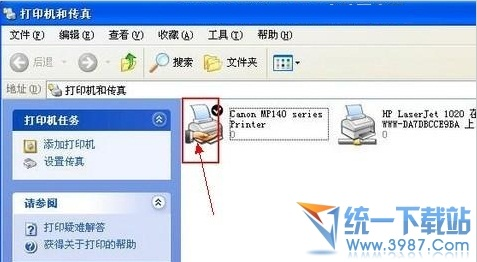 打印机和传真
文件(F) 编辑(E) 查看(V) 收藏(A) 工具(T) 帮助(H)
后退 搜索 文件夹
地址(D) 打印机和传真
打印机任务
添加打印机
设置传真
请参阅
打印疑难解答
获得关于打印的帮助
Canon MP140 series
Printer
0
HP LaserJet 1020 在
WWW-DA7DBCCE9BA 上
0
统一下载站
www.3987.com